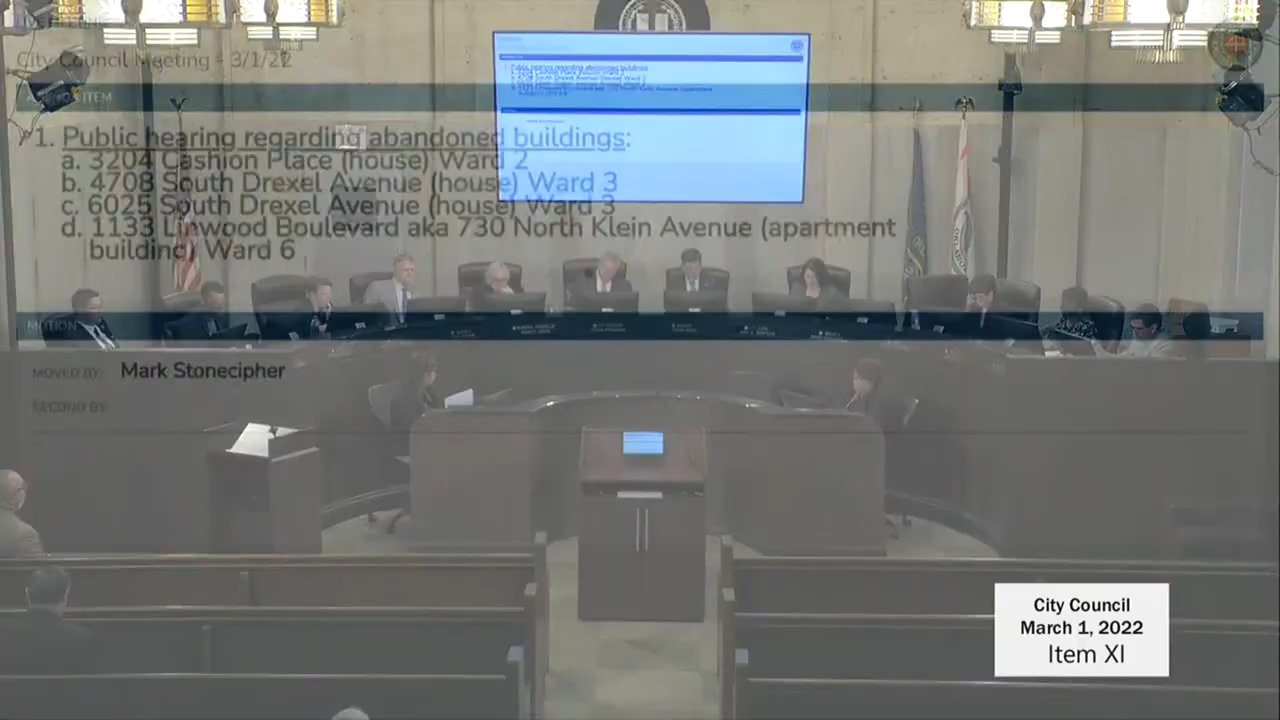 City Council Meeting - 3/1/22
ITEM
1. Public hearing regarding abandoned buildings:
a. 3204 Cashion Place (house) Ward 2
b. 4708 South Drexel Avenue (house) Ward 3
c. 6025 South Drexel Avenue (house) Ward 3
d. 1133 Linwood Boulevard aka 730 North Klein Avenue (apartment
building) Ward 6
MOTION
MOVED BY: Mark Stonecipher
SECOND BY:
City Council
March 1, 2022
Item XI